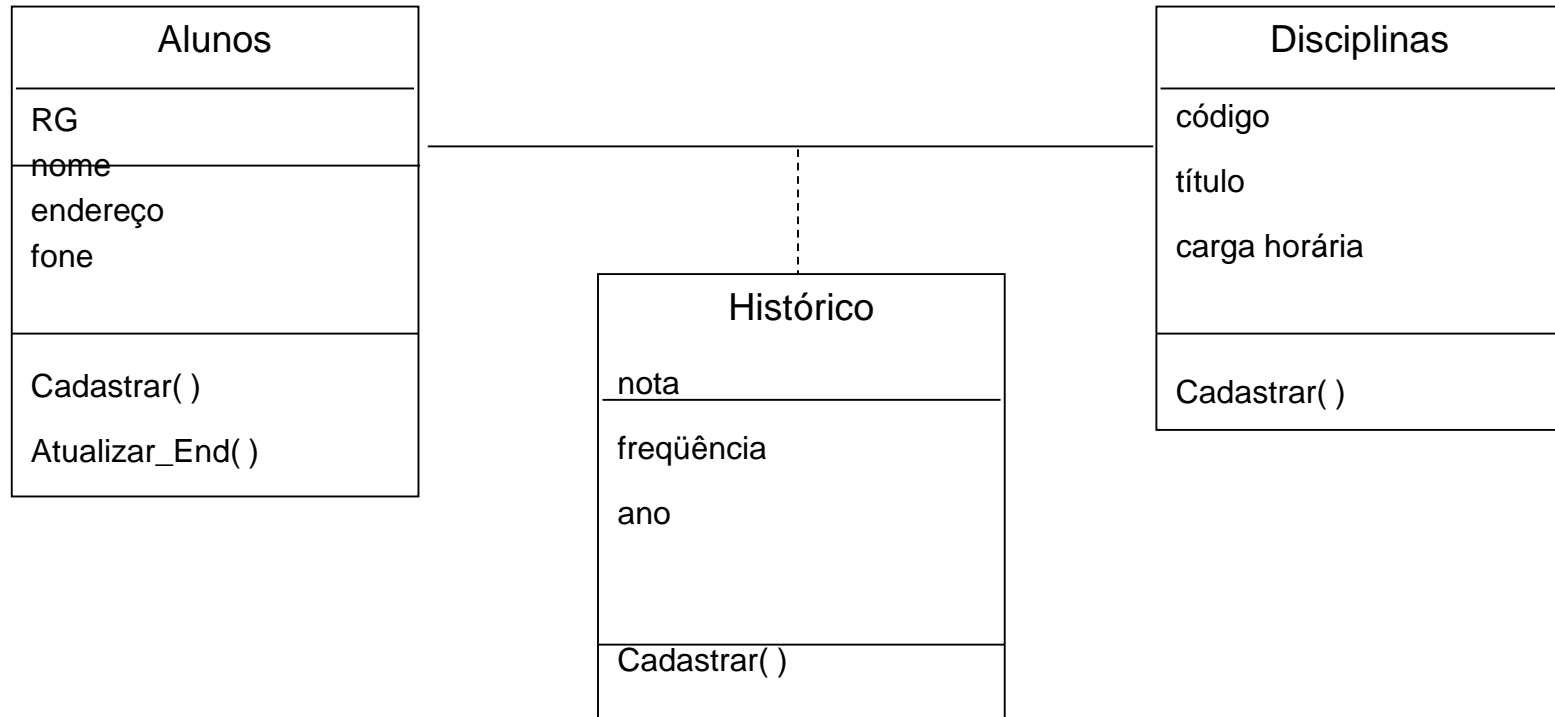 Alunos
RG
nome
endereço
fone
Cadastrar( )
Atualizar_End( )
Disciplinas
código
título
carga horária
Cadastrar( )
Histórico
nota
freqüência
ano
Cadastrar( )